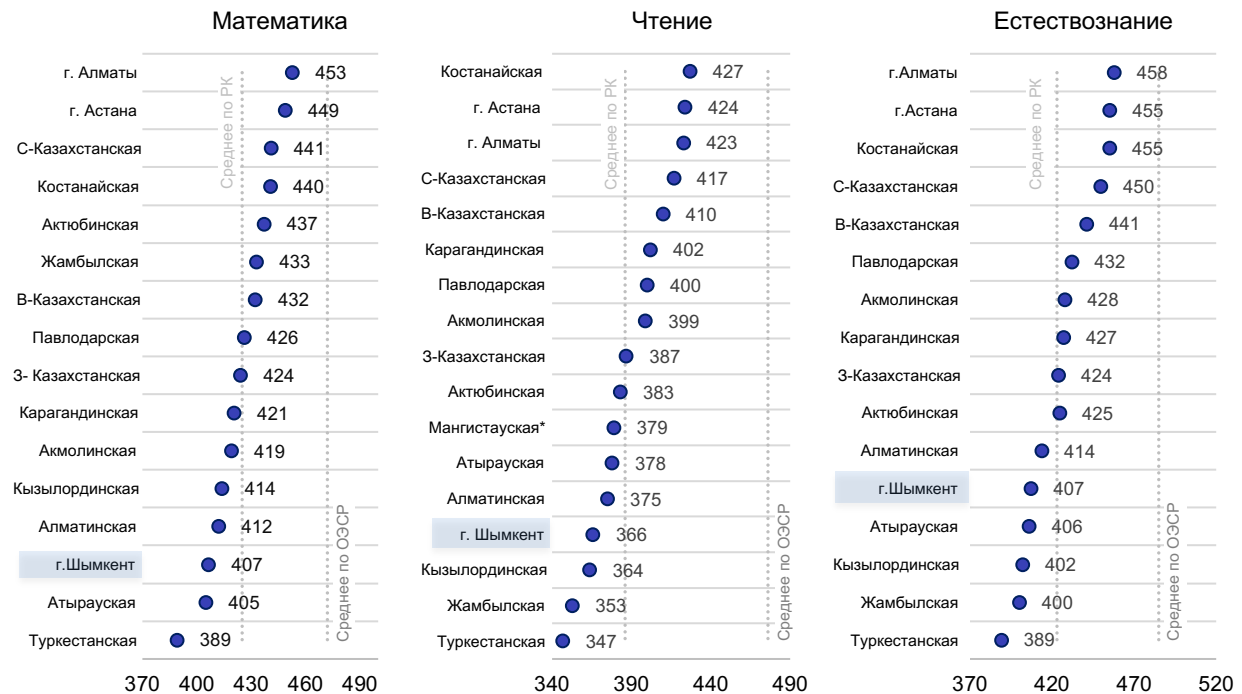 Математика
Среднее по РК
г. Алматы 453
г. Астана 449
С-Казахстанская 441
Костанайская 440
Актюбинская 437
Жамбылская 433
В-Казахстанская 432
Павлодарская 426
З- Казахстанская 424
Карагандинская 421
Акмолинская 419
Кызылординская 414
Алматинская 412
г.Шымкент 407
Атырауская 405
Туркестанская 389
Среднее по ОЭСР
370 400 430 460 490
Чтение
Среднее по РК
Костанайская 427
г. Астана 424
г. Алматы 423
С-Казахстанская 417
В-Казахстанская 410
Карагандинская 402
Павлодарская 400
Акмолинская 399
З-Казахстанская 387
Актюбинская 383
Мангистауская* 379
Атырауская 378
Алматинская 375
г. Шымкент 366
Кызылординская 364
Жамбылская 353
Туркестанская 347
Среднее по ОЭСР
340 390 440 490
Естествознание
Среднее по РК
г.Алматы 458
г.Астана 455
Костанайская 455
С-Казахстанская 450
В-Казахстанская 441
Павлодарская 432
Акмолинская 428
Карагандинская 427
З-Казахстанская 424
Актюбинская 425
Алматинская 414
г.Шымкент 407
Атырауская 406
Кызылординская 402
Жамбылская 400
Туркестанская 389
Среднее по ОЭСР
370 420 470 520